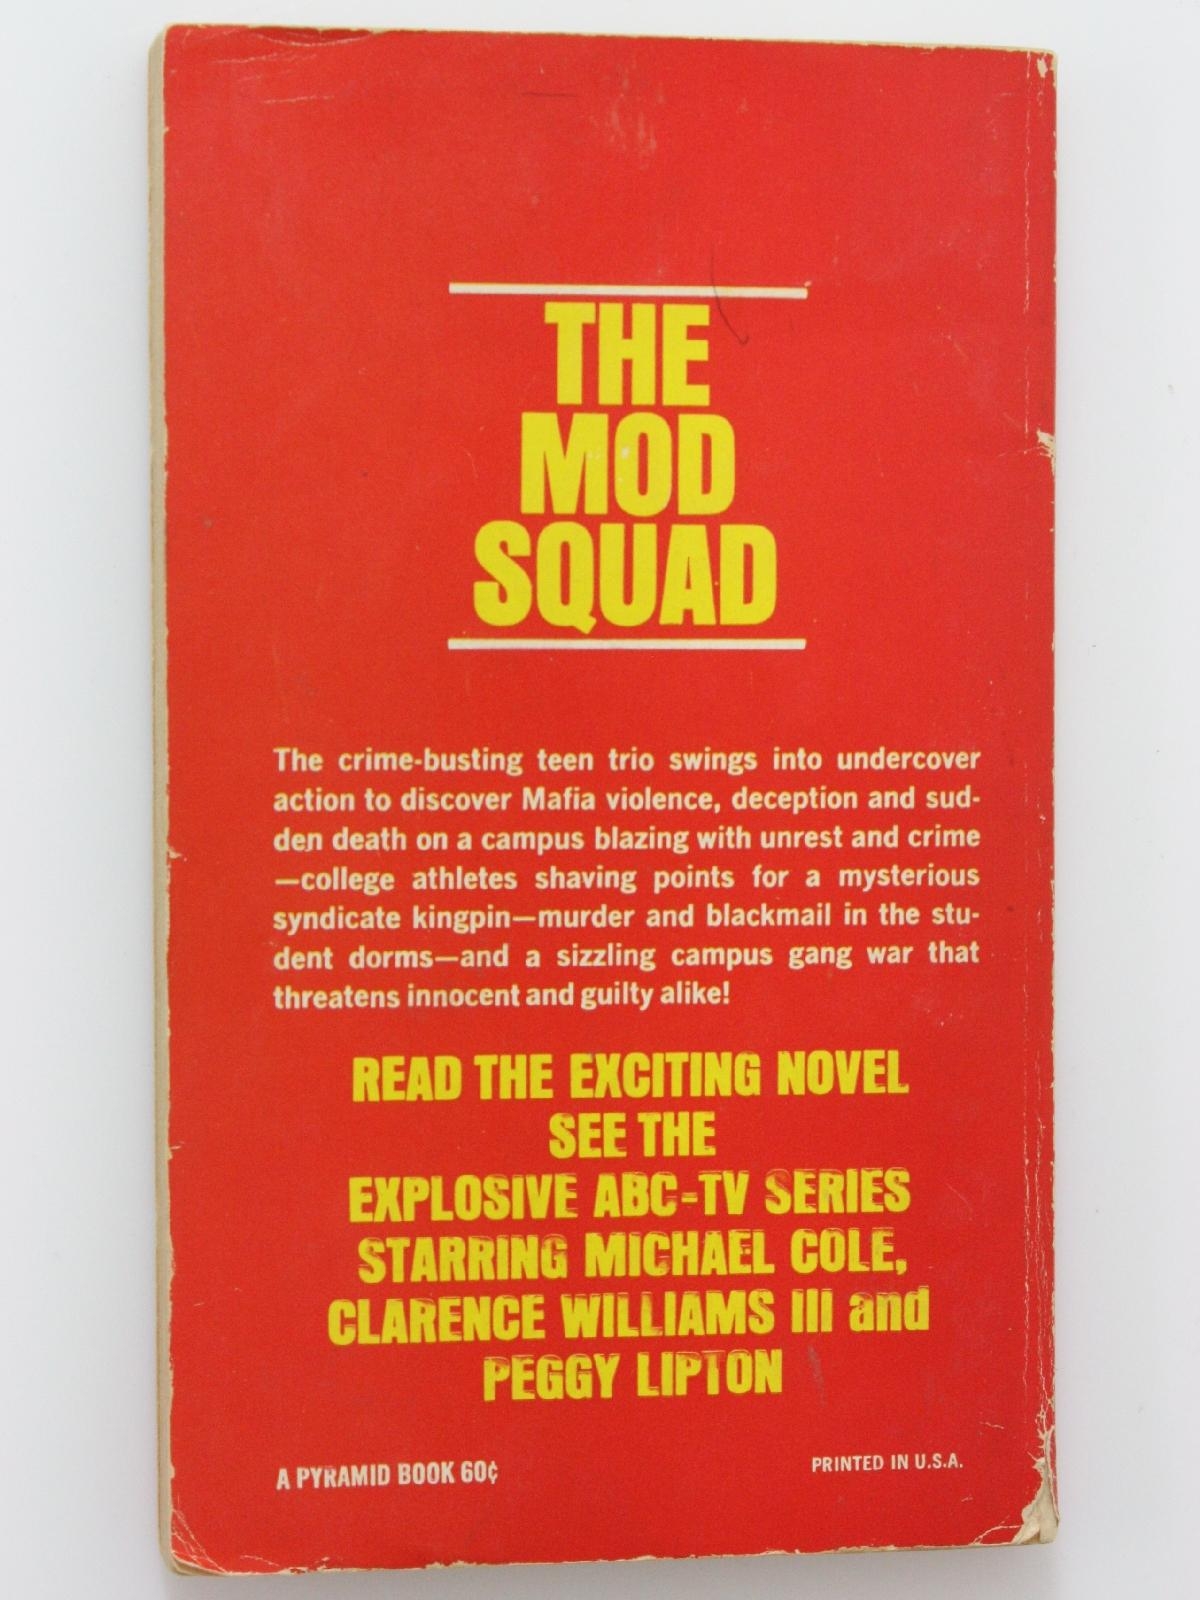 THE
MOD
SQUAD
The crime-busting teen trio swings into undercover
action to discover Mafia violence, deception and sud-
den death on a campus blazing with unrest and crime
—college athletes shaving points for a mysterious
syndicate kingpin—murder and blackmail in the stu-
dent dorms—and a sizzling campus gang war that
threatens innocent and guilty alike!
READ THE EXCITING NOVEL
SEE THE
EXPLOSIVE ABC-TV SERIES
STARRING MICHAEL COLE,
CLARENCE WILLIAMS III and
PEGGY LIPTON
A PYRAMID BOOK 60¢
PRINTED IN U.S.A.